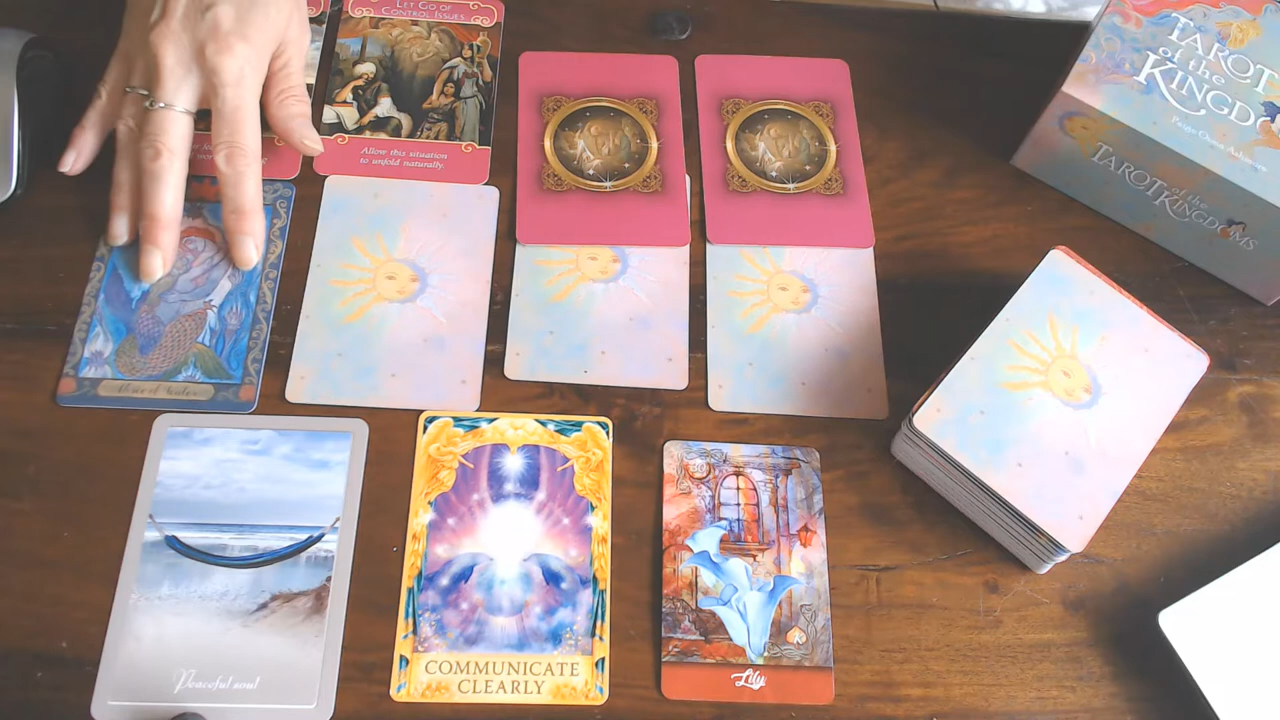 LET GO OF
CONTROL ISSUES
Allow this situation
to unfold naturally.
TAROT
of the
KINGD
TAROT of the KINGDOMS
Peaceful soul
COMMUNICATE
CLEARLY
Lily